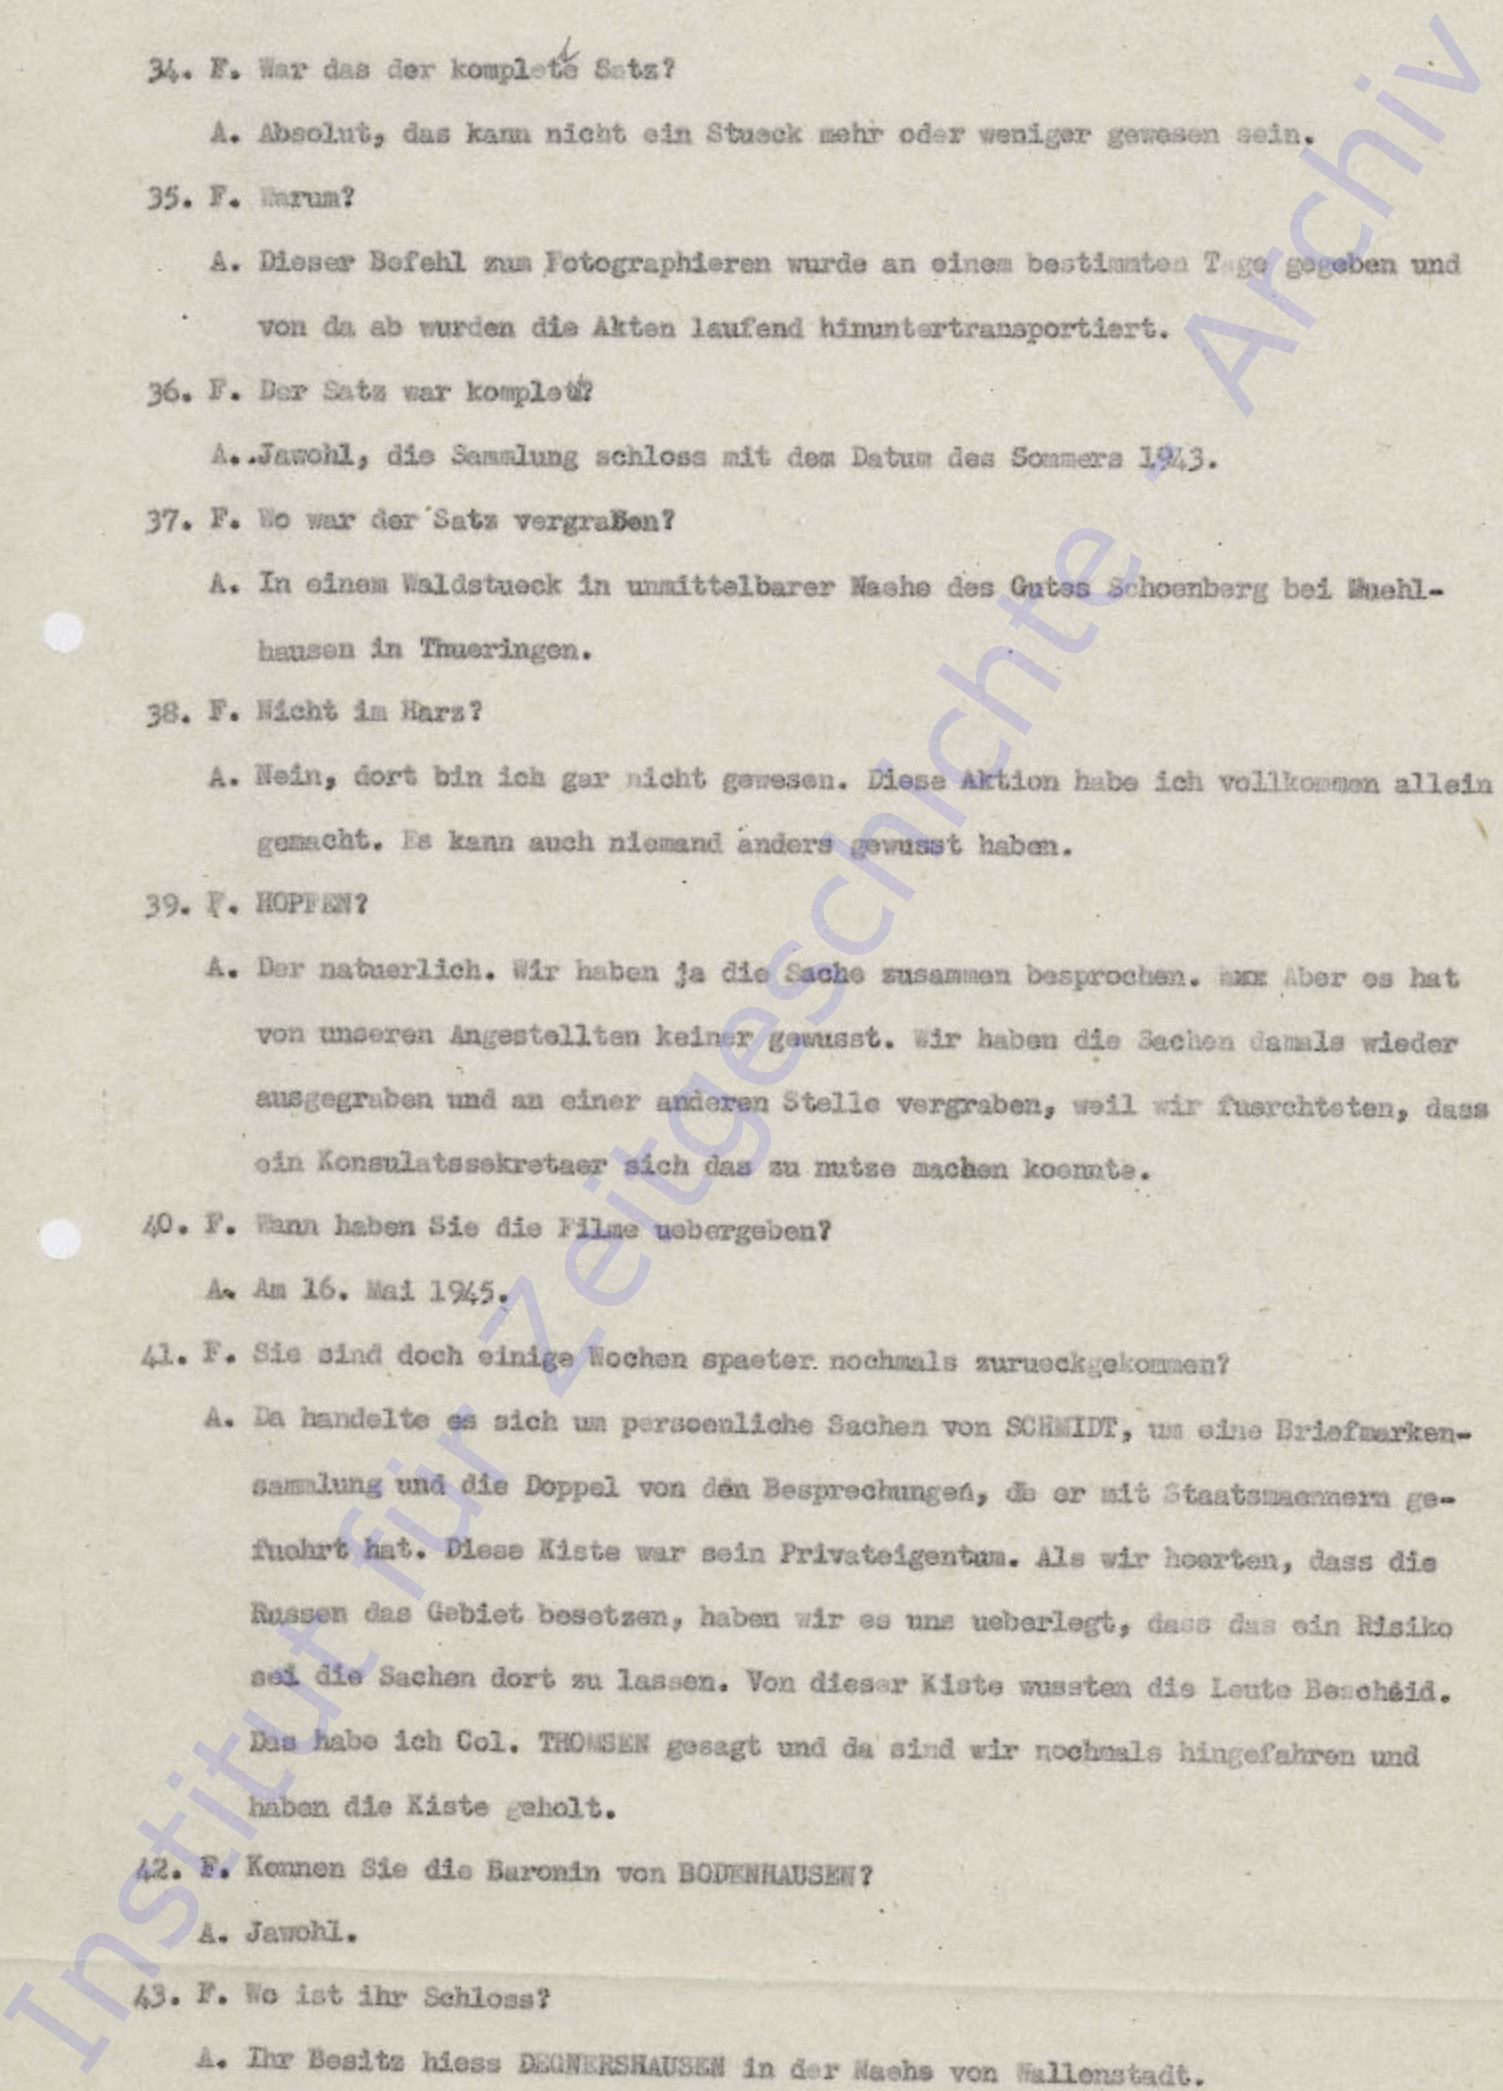 34. F. War das der komplette Satz?
A. Absolut, das kann nicht ein Stueck mehr oder weniger gewesen sein.
35. F. Warum?
A. Dieser Befehl zum Fotographieren wurde an einem bestimmten Tage gegeben und
von da ab wurden die Akten laufend hinuntertransportiert.
36. F. Der Satz war komplett?
A. .Jawohl, die Sammlung schloss mit dem Datum des Sommers 1943.
37. F. Wo war der Satz vergraben?
A. In einem Waldstueck in unmittelbarer Naehe des Gutes Schoenberg bei Muehl-
hausen in Thueringen.
38. F. Nicht im Harz?
A. Nein, dort bin ich gar nicht gewesen. Diese Aktion habe ich vollkommen allein
gemacht. Es kann auch niemand anders gewusst haben.
39. F. HOPFEN?
A. Der natuerlich. Wir haben ja die Sache zusammen besprochen. Aber es hat
von unseren Angestellten keiner gewusst. Wir haben die Sachen damals wieder
ausgegraben und an einer anderen Stelle vergraben, weil wir fuerchteten, dass
ein Konsulatssekretaer sich das zu nutze machen koennte.
40. F. Wann haben Sie die Filme uebergeben?
A. Am 16. Mai 1945.
41. F. Sie sind doch einige Wochen spaeter nochmals zurueckgekommen?
A. Da handelte es sich um persoenliche Sachen von SCHMIDT, um eine Briefmarken-
sammlung und die Doppel von den Besprechungen, die er mit Staatsmaennern ge-
fuehrt hat. Diese Kiste war sein Privateigentum. Als wir hoerten, dass die
Russen das Gebiet besetzen, haben wir es uns ueberlegt, dass das ein Risiko
sei die Sachen dort zu lassen. Von dieser Kiste wussten die Leute Bescheid.
Das habe ich Col. THOMSEN gesagt und da sind wir nochmals hingefahren und
haben die Kiste geholt.
42. F. Kennen Sie die Baronin von BODENHAUSEN?
A. Jawohl.
43. F. Wo ist ihr Schloss?
A. Ihr Besitz hiess DEGNERSHAUSEN in der Naehe von Wallenstadt.
Institut für Zeitgeschichte - Archiv